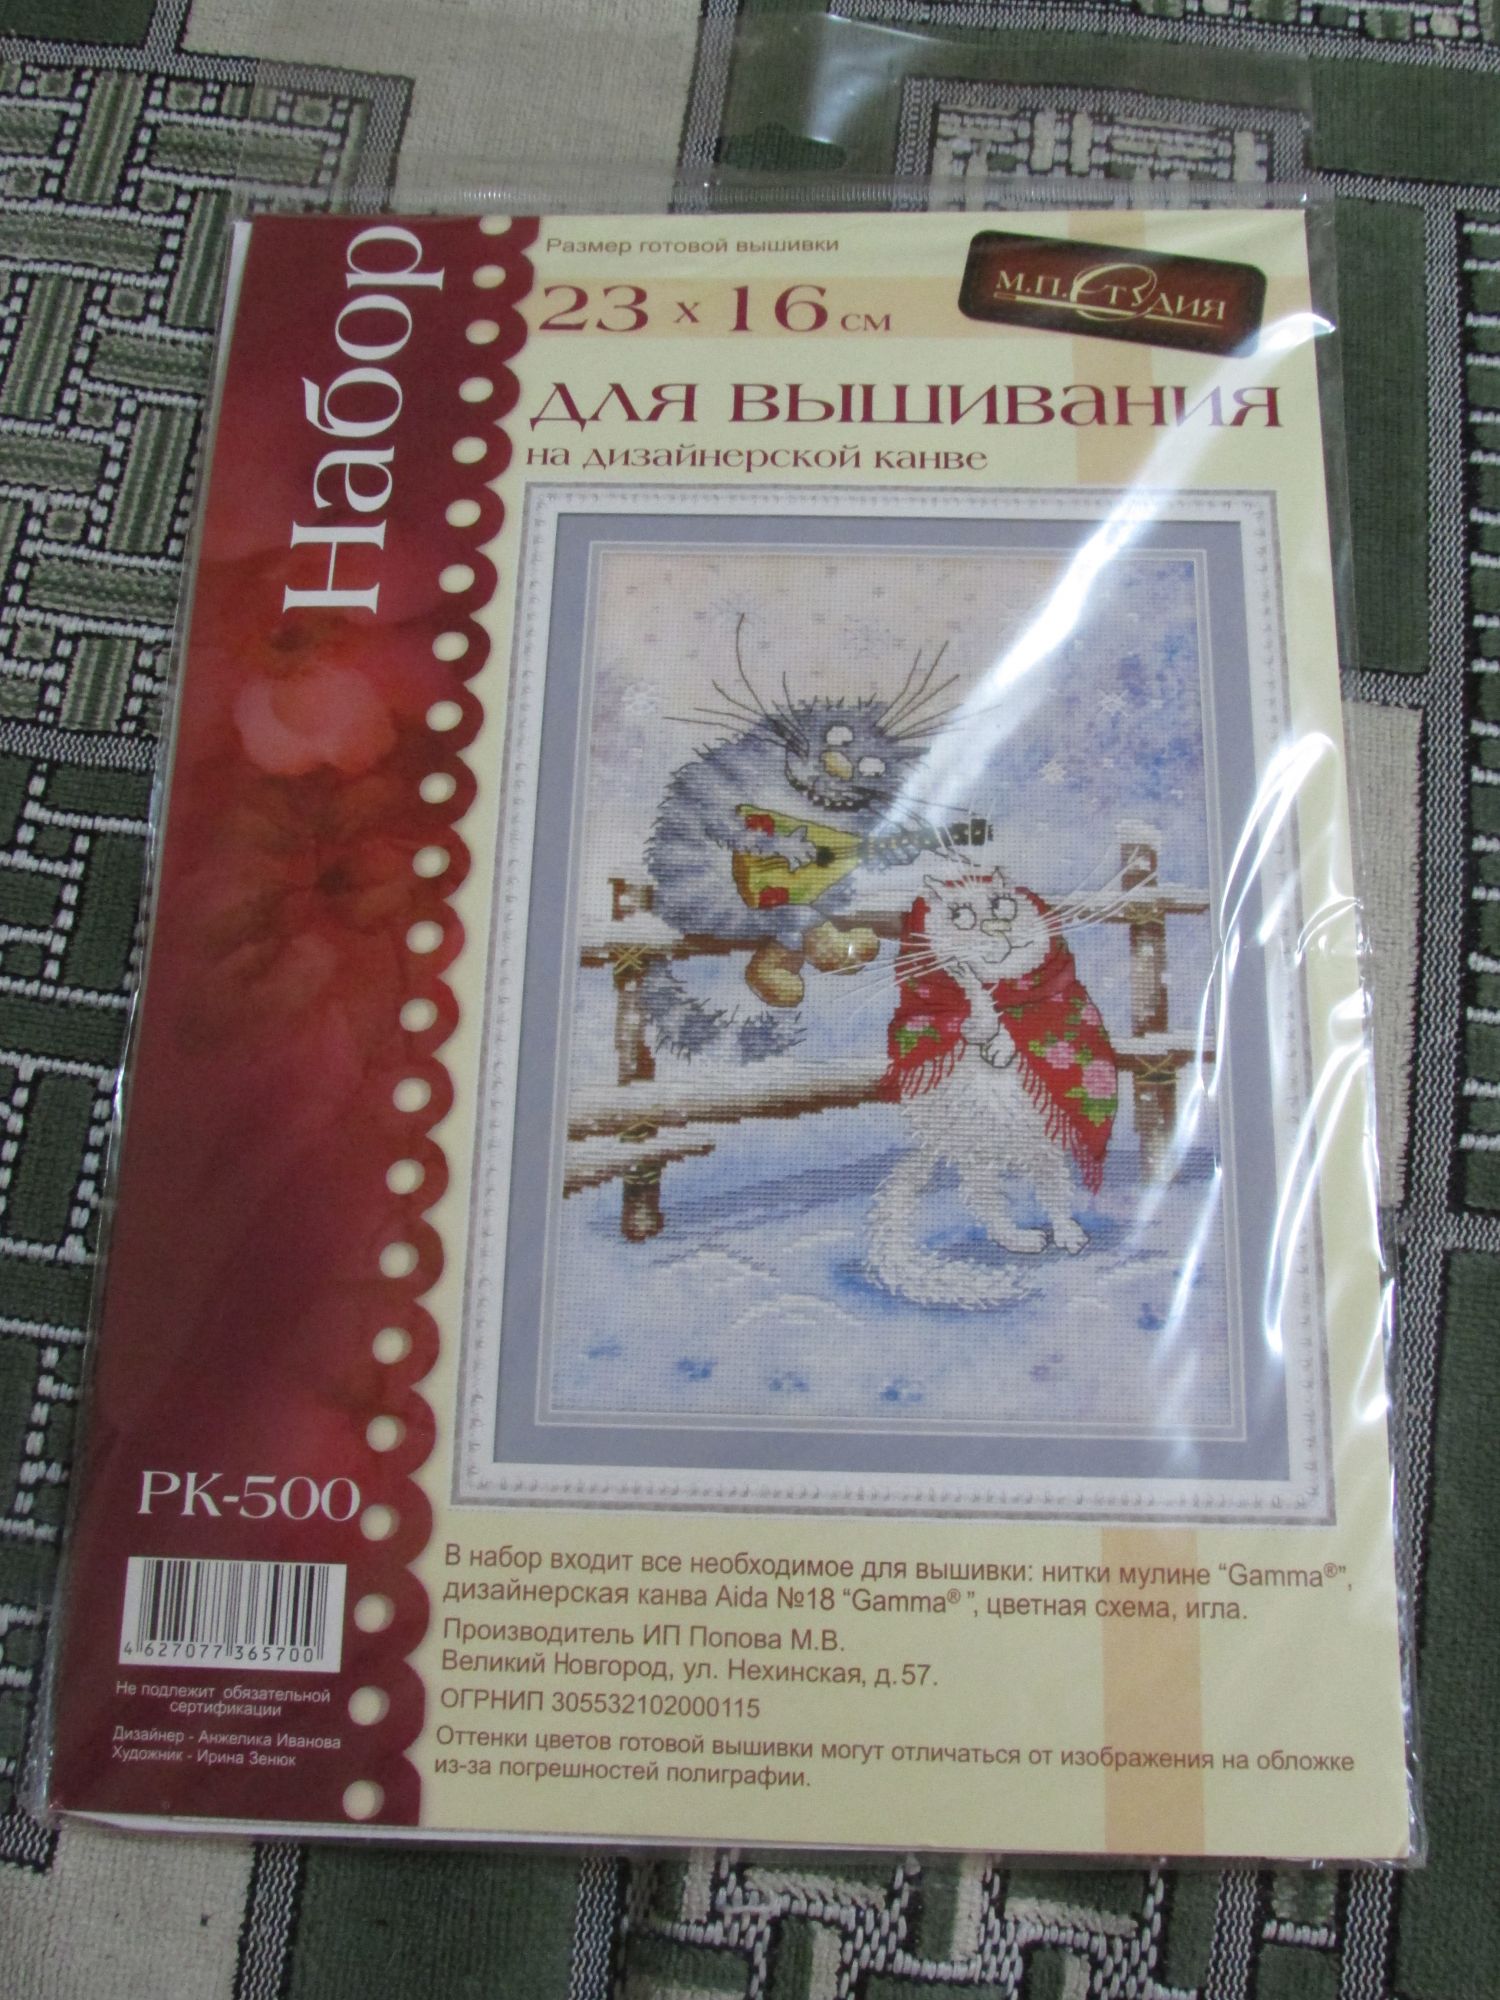 Набор
Размер готовой вышивки
23 x 16 см
М.П.Студия
для вышивания
на дизайнерской канве
РК-500
4 627077 365700
Не подлежит обязательной
сертификации
Дизайнер - Анжелика Иванова
Художник - Ирина Зенюк
В набор входит все необходимое для вышивки: нитки мулине “Gamma®”,
дизайнерская канва Aida №18 “Gamma® ”, цветная схема, игла.
Производитель ИП Попова М.В.
Великий Новгород, ул. Нехинская, д.57.
ОГРНИП 305532102000115
Оттенки цветов готовой вышивки могут отличаться от изображения на обложке
из-за погрешностей полиграфии.